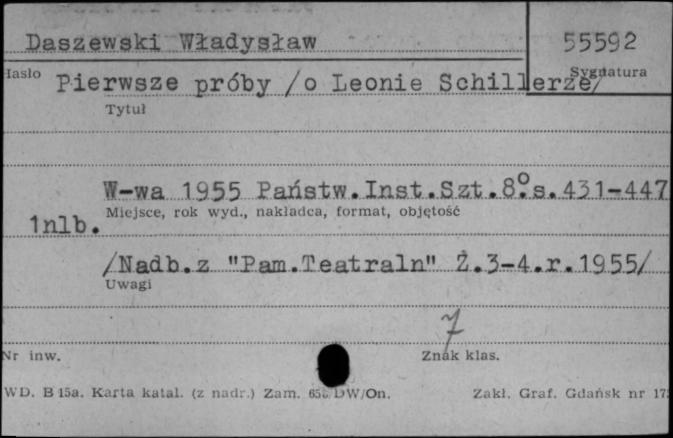 Daszewski Władysław 55592
Hasło Sygnatura
Pierwsze próby /o Leonie Schillerze/
Tytuł
W-wa 1955 Państw.Inst.Szt.8°.s.431-447
Miejsce, rok wyd., nakładca, format, objętość
1nlb.
/Nadb.z "Pam.Teatraln" Z.3-4.r.1955/
Uwagi
7
Nr inw. Znak klas.
WD. B 15a. Karta katal. (z nadr.) Zam. DW/On. Zakł. Graf. Gdańsk nr